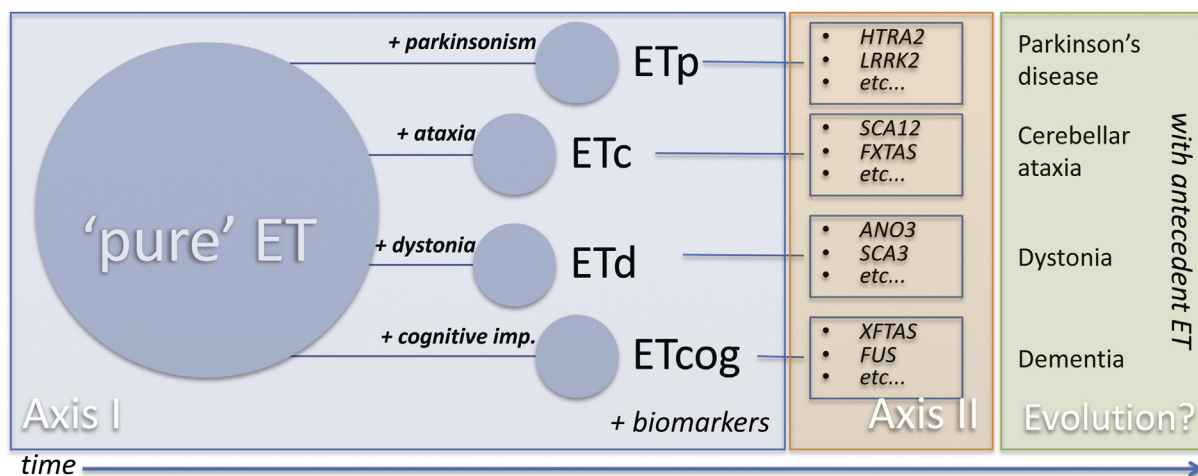 + parkinsonism
ETp
• HTRA2
• LRRK2
• etc...
Parkinson's
disease
+ ataxia
ETc
• SCA12
• FXTAS
• etc...
Cerebellar
ataxia
'pure' ET
+ dystonia
ETd
• ANO3
• SCA3
• etc...
Dystonia
+ cognitive imp.
ETcog
• XFTAS
• FUS
• etc...
Dementia
with antecedent ET
Axis I
+ biomarkers
Axis II
Evolution?
time